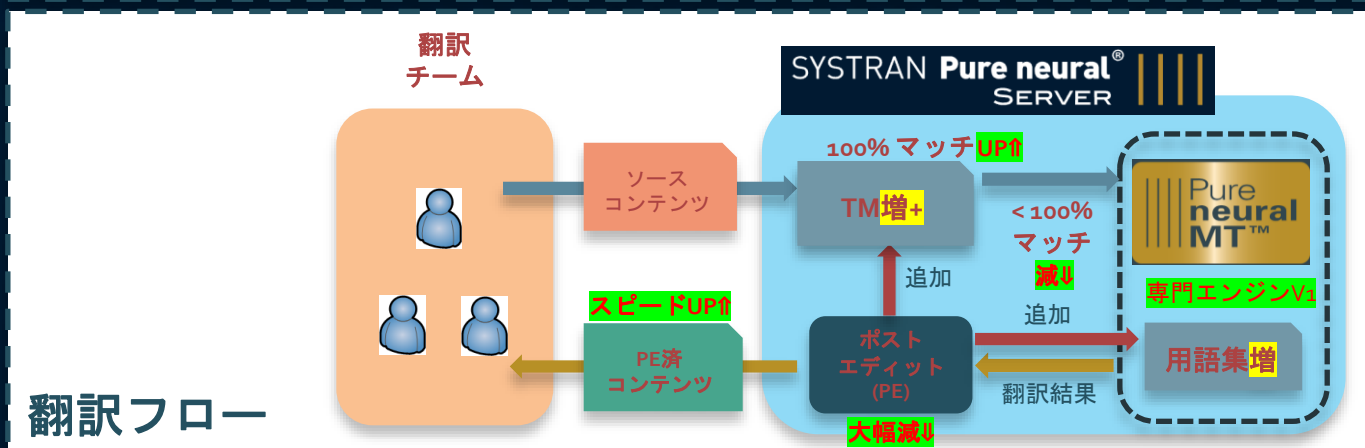 翻訳
チーム
SYSTRAN Pure neural®
SERVER
100% マッチUP⇑
ソース
コンテンツ
TM増+
< 100%
マッチ
減⇓
Pure
neural
MT™
専門エンジンV1
追加
追加
スピードUP⇑
PE済
コンテンツ
ポスト
エディット
(PE)
用語集増
翻訳結果
大幅減⇓
翻訳フロー